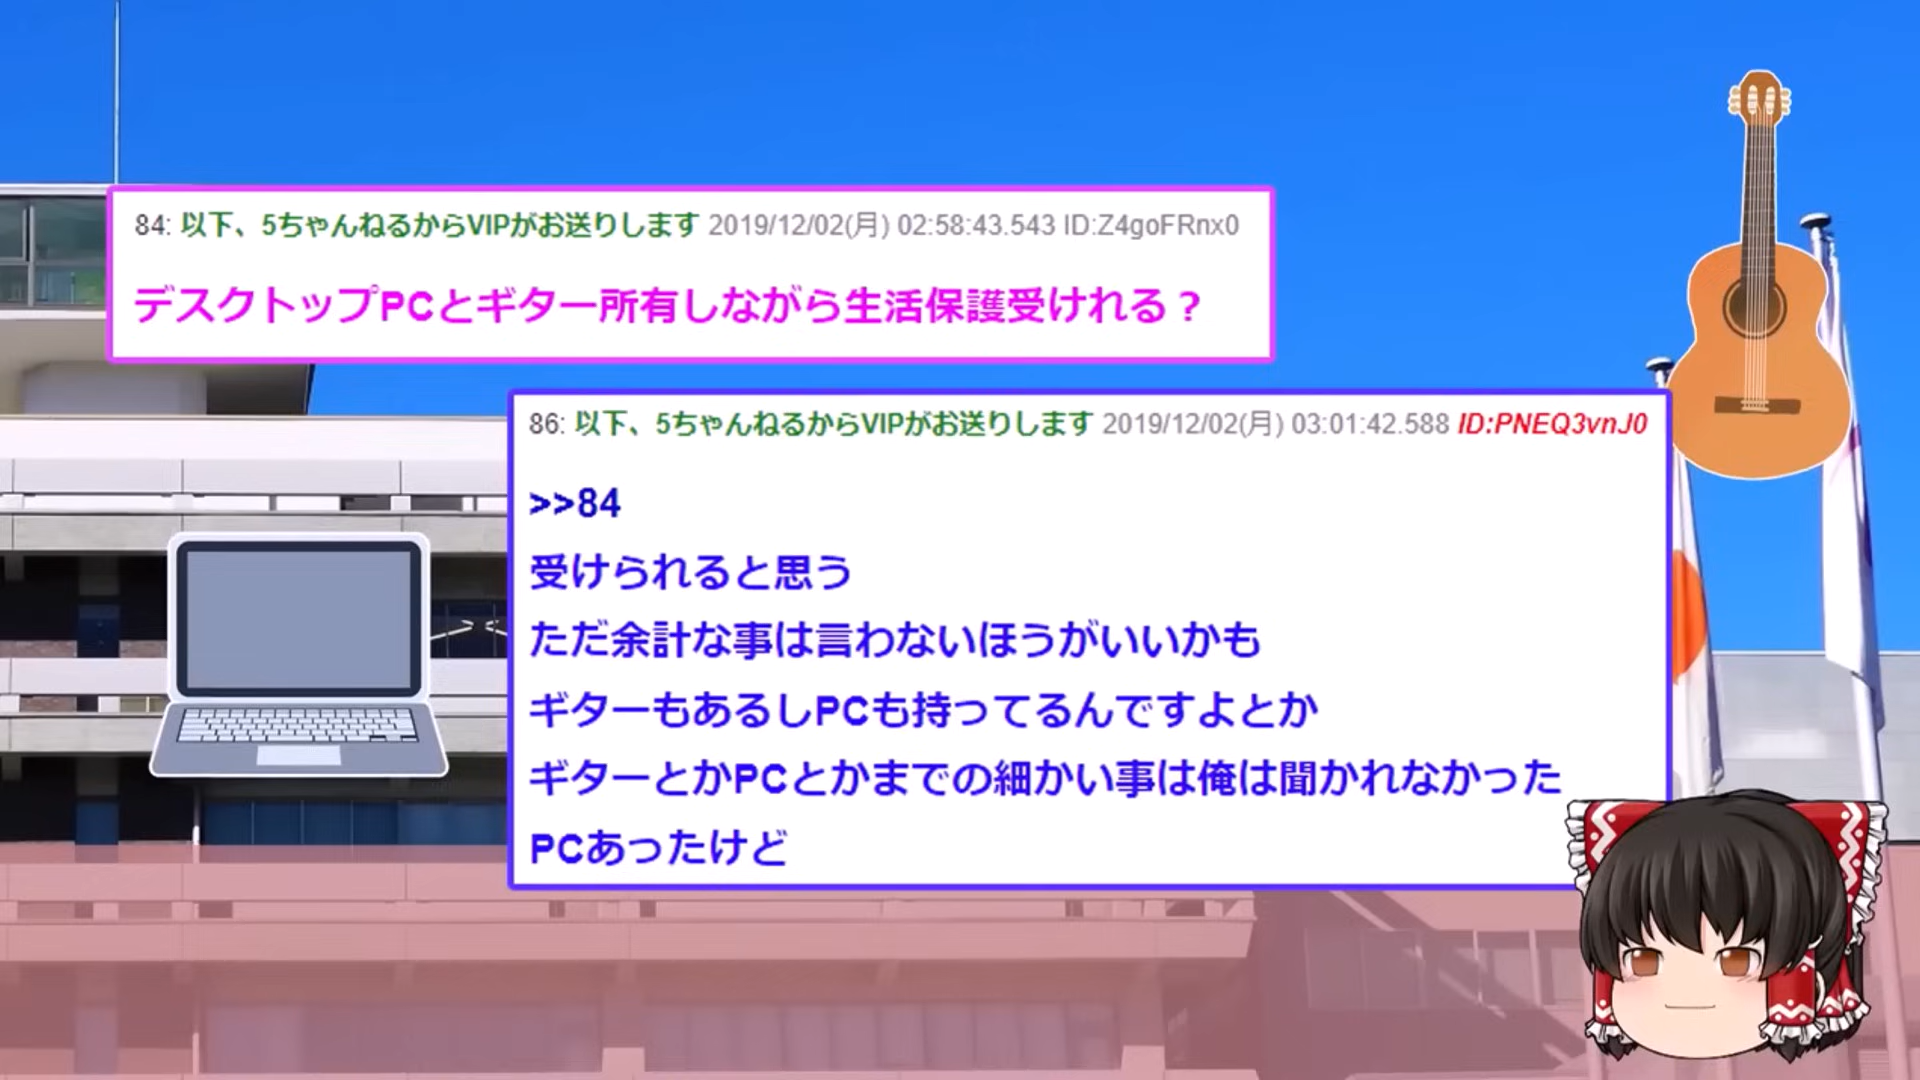 84: 以下、5ちゃんねるからVIPがお送りします 2019/12/02(月) 02:58:43.543 ID:Z4goFRnx0
デスクトップPCとギター所有しながら生活保護受けれる？
86: 以下、5ちゃんねるからVIPがお送りします 2019/12/02(月) 03:01:42.588 ID:PNEQ3vnJ0
>>84
受けられると思う
ただ余計な事は言わないほうがいいかも
ギターもあるしPCも持ってるんですよとか
ギターとかPCとかまでの細かい事は俺は聞かれなかった
PCあったけど